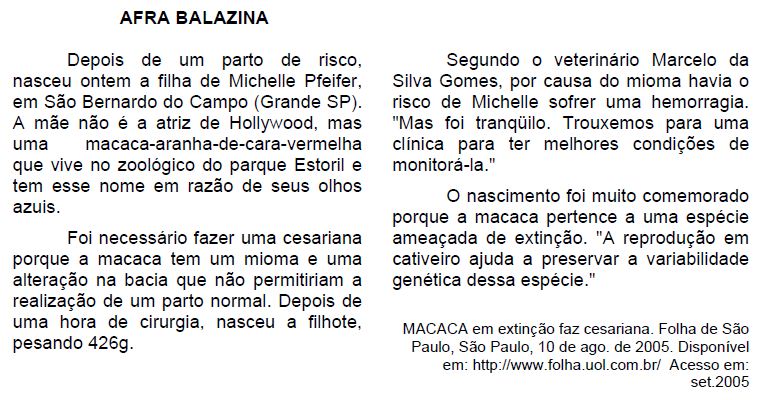 AFRA BALAZINA
Depois de um parto de risco,
nasceu ontem a filha de Michelle Pfeifer,
em São Bernardo do Campo (Grande SP).
A mãe não é a atriz de Hollywood, mas
uma macaca-aranha-de-cara-vermelha
que vive no zoológico do parque Estoril e
tem esse nome em razão de seus olhos
azuis.
Foi necessário fazer uma cesariana
porque a macaca tem um mioma e uma
alteração na bacia que não permitiriam a
realização de um parto normal. Depois de
uma hora de cirurgia, nasceu a filhote,
pesando 426g.
Segundo o veterinário Marcelo da
Silva Gomes, por causa do mioma havia o
risco de Michelle sofrer uma hemorragia.
"Mas foi tranqüilo. Trouxemos para uma
clínica para ter melhores condições de
monitorá-la."
O nascimento foi muito comemorado
porque a macaca pertence a uma espécie
ameaçada de extinção. "A reprodução em
cativeiro ajuda a preservar a variabilidade
genética dessa espécie."
MACACA em extinção faz cesariana. Folha de São
Paulo, São Paulo, 10 de ago. de 2005. Disponível
em: http://www.folha.uol.com.br/ Acesso em:
set.2005